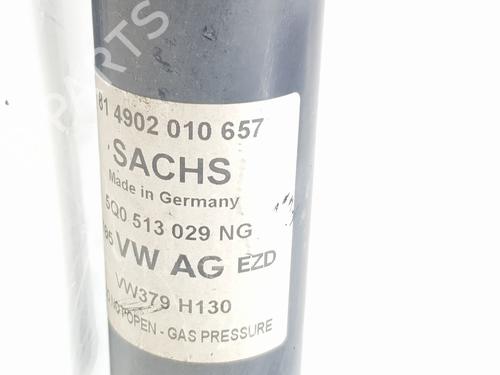 81 4902 010 657
SACHS
Made in Germany
5Q0 513 029 NG
VW AG EZD
VW379 H130
OPEN - GAS PRESSURE
PARTS